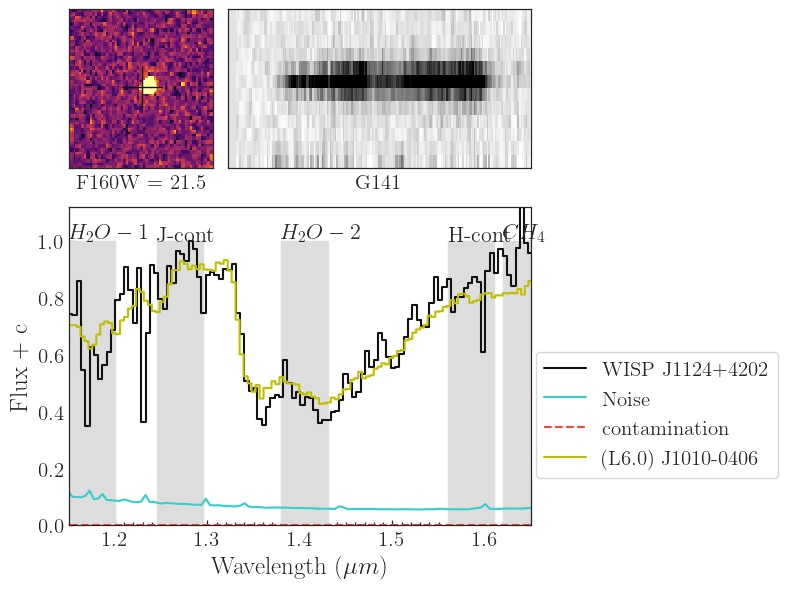 F160W = 21.5
G141
H2O − 1
J-cont
H2O − 2
H-cont
CH4
1.0
0.8
0.6
0.4
0.2
0.0
Flux + c
1.2
1.3
1.4
1.5
1.6
Wavelength (μm)
WISP J1124+4202
Noise
contamination
(L6.0) J1010-0406